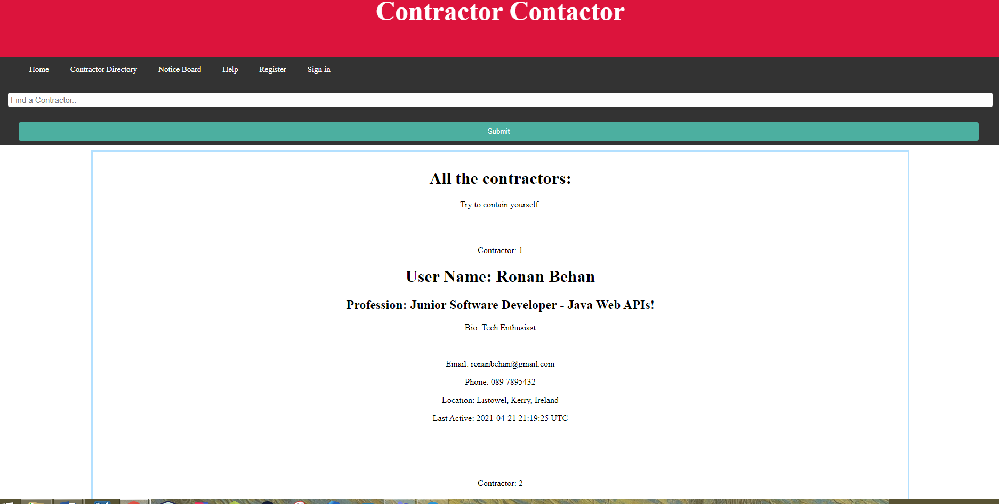 Contractor Contactor
Home Contractor Directory Notice Board Help Register Sign in
Find a Contractor..
Submit
All the contractors:
Try to contain yourself:
Contractor: 1
User Name: Ronan Behan
Profession: Junior Software Developer - Java Web APIs!
Bio: Tech Enthusiast
Email: ronanbehan@gmail.com
Phone: 089 7895432
Location: Listowel, Kerry, Ireland
Last Active: 2021-04-21 21:19:25 UTC
Contractor: 2